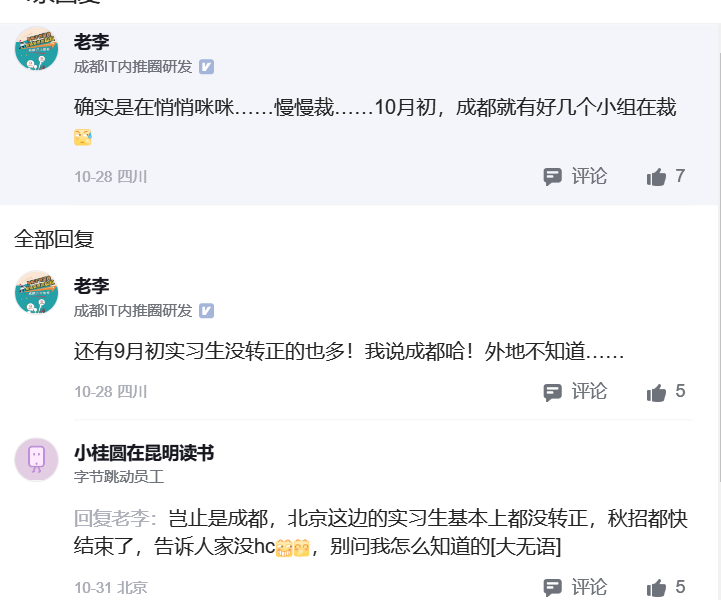 老李
成都IT内推圈研发
确实是在悄悄咪咪……慢慢裁……10月初，成都就有好几个小组在裁
10-28 四川
评论
7
全部回复
老李
成都IT内推圈研发
还有9月初实习生没转正的也多！我说成都哈！外地不知道……
10-28 四川
评论
5
小桂圆在昆明读书
字节跳动员工
回复老李：岂止是成都，北京这边的实习生基本上都没转正，秋招都快
结束了，告诉人家没hc，别问我怎么知道的[大无语]
10-31 北京
评论
5